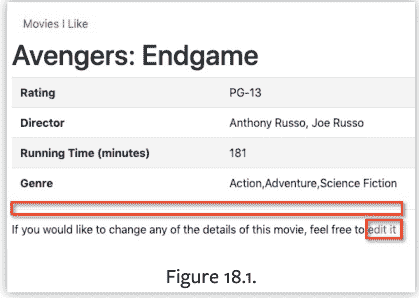 Movies I Like
Avengers: Endgame
Rating PG-13
Director Anthony Russo, Joe Russo
Running Time (minutes) 181
Genre Action,Adventure,Science Fiction
If you would like to change any of the details of this movie, feel free to edit it
Figure 18.1.